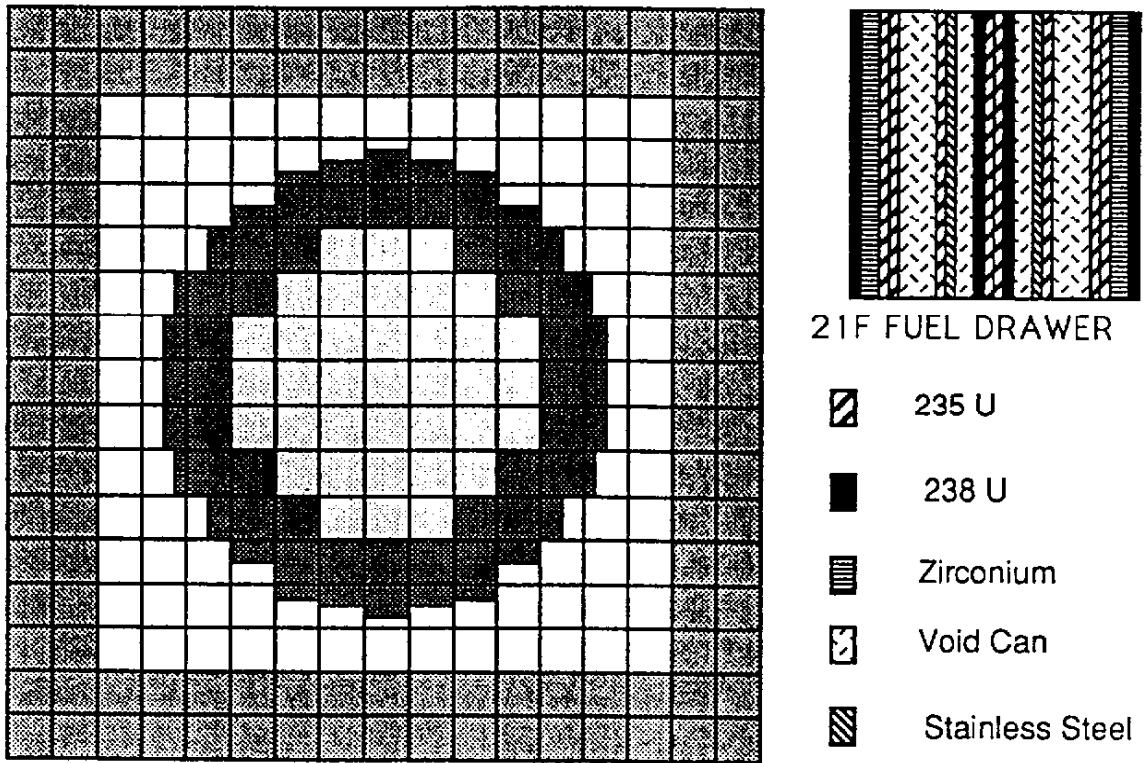 21F FUEL DRAWER
235 U
238 U
Zirconium
Void Can
Stainless Steel